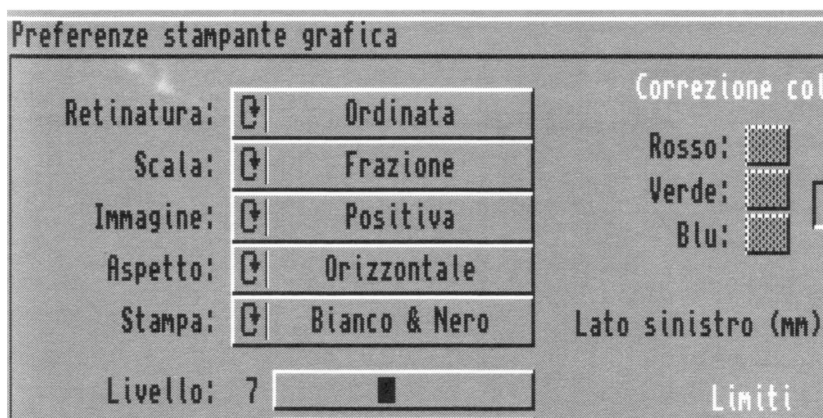 Preferenze stampante grafica
Retinatura: Ordinata
Scala: Frazione
Immagine: Positiva
Aspetto: Orizzontale
Stampa: Bianco & Nero
Livello: 7
Correzione col
Rosso:
Verde:
Blu:
Lato sinistro (mm)
Limiti